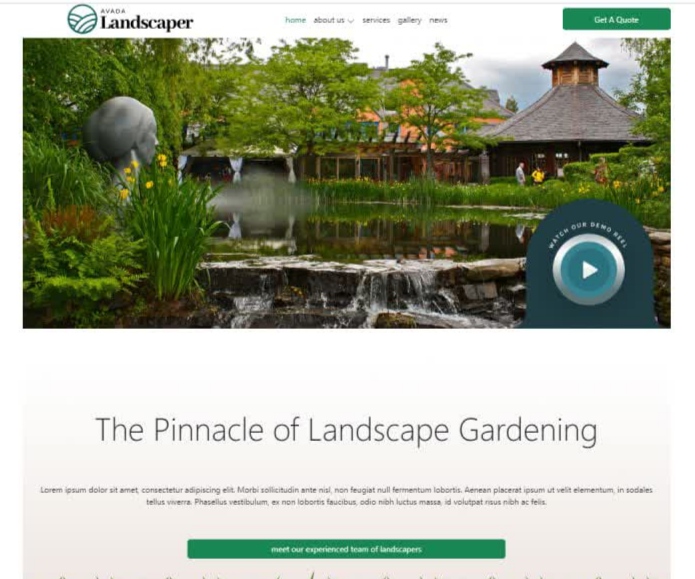 AVADA
Landscaper
home about us services gallery news
Get A Quote
WATCH OUR DEMO REEL
The Pinnacle of Landscape Gardening
Lorem ipsum dolor sit amet, consectetur adipiscing elit. Morbi sollicitudin ante nisl, non feugiat null fermentum lobortis. Aenean placerat ipsum ut velit elementum, in sodales
tellus viverra. Phasellus vestibulum, ex non lobortis faucibus, odio nibh luctus massa, id volutpat risus nibh ac felis.
meet our experienced team of landscapers